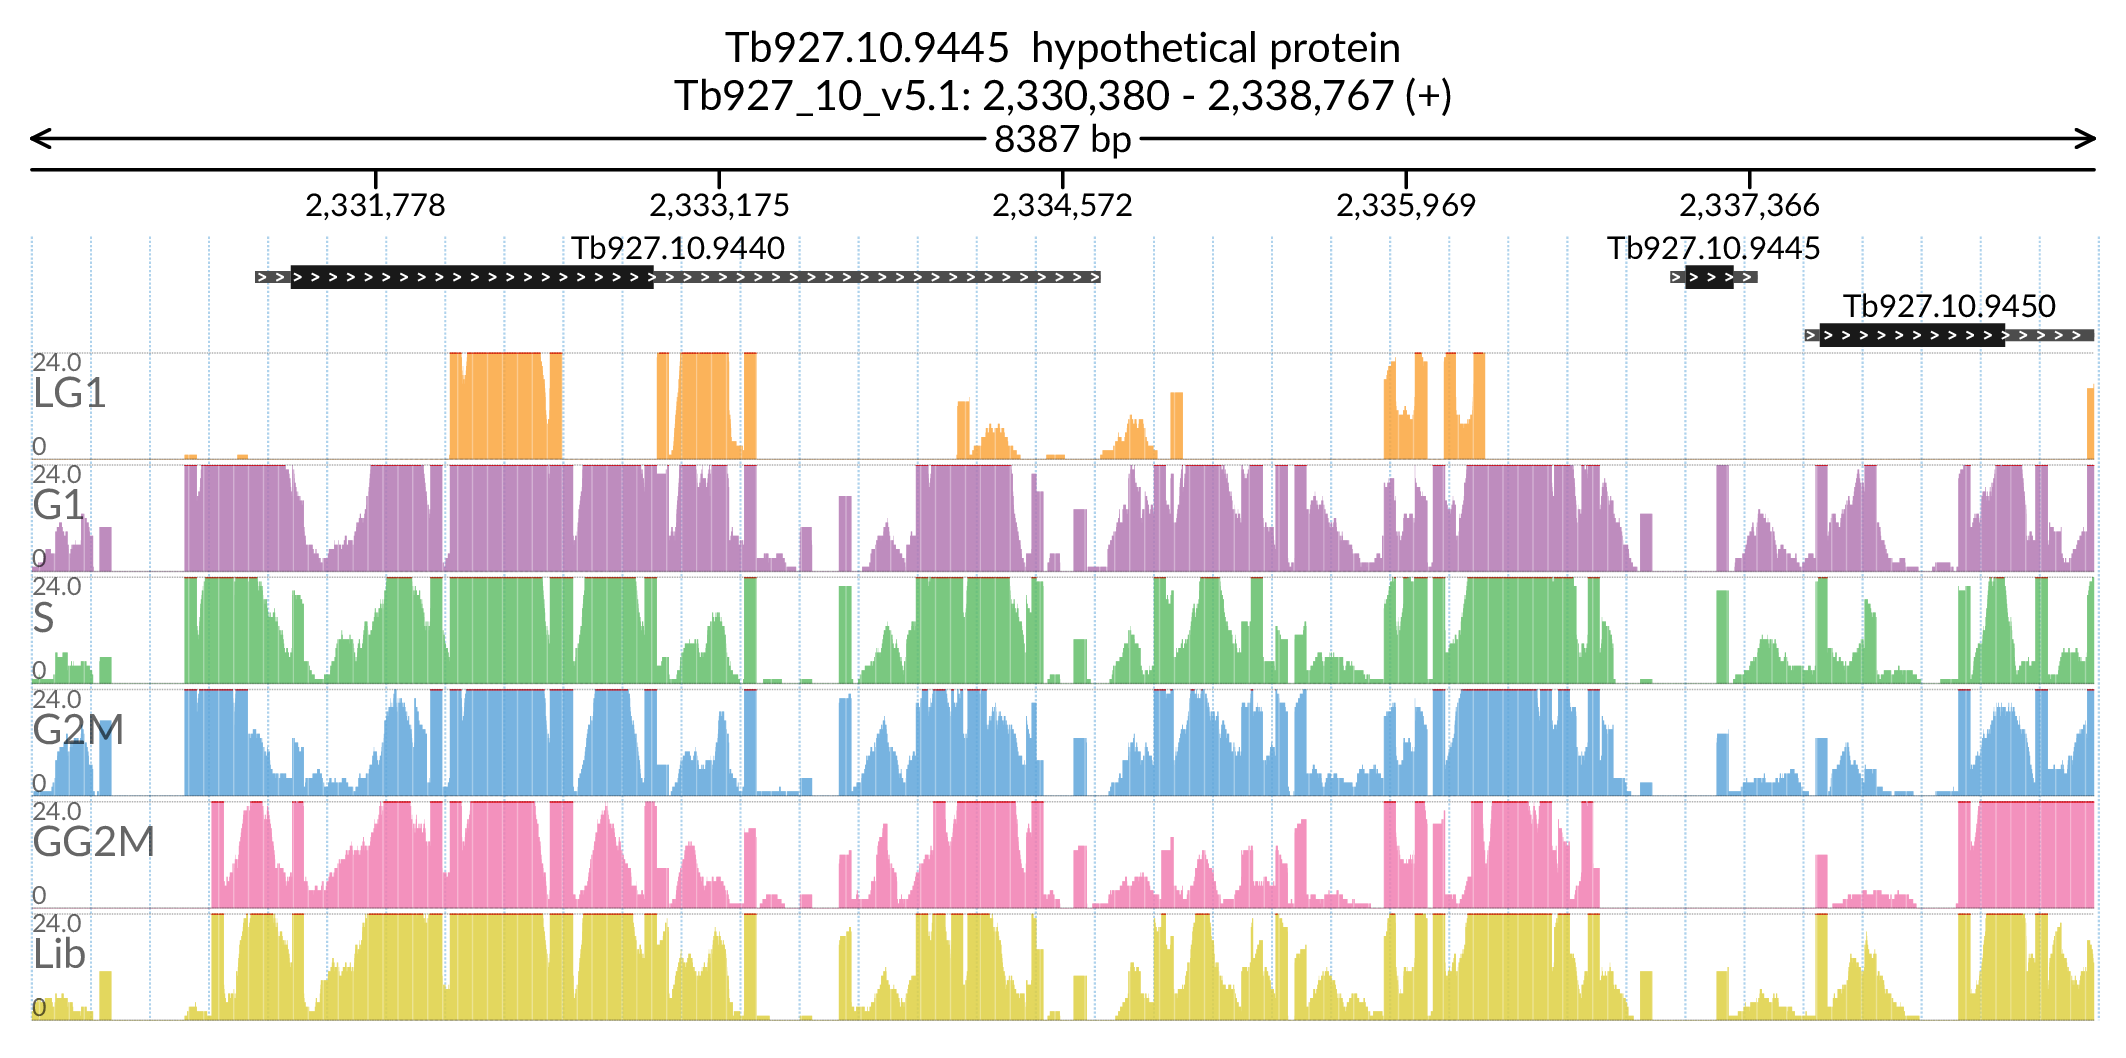 Tb927.10.9445  hypothetical protein
Tb927_10_v5.1: 2,330,380 - 2,338,767 (+)
8387 bp
2,331,778 2,333,175 2,334,572 2,335,969 2,337,366
Tb927.10.9440 Tb927.10.9445
Tb927.10.9450
24.0
LG1
0
24.0
G1
0
24.0
S
0
24.0
G2M
0
24.0
GG2M
0
24.0
Lib
0